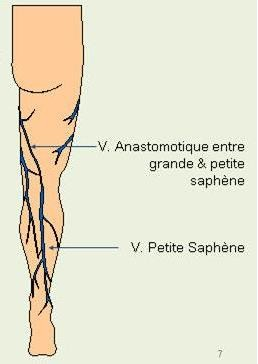 V. Anastomotique entre
grande & petite
saphène
V. Petite Saphène
7